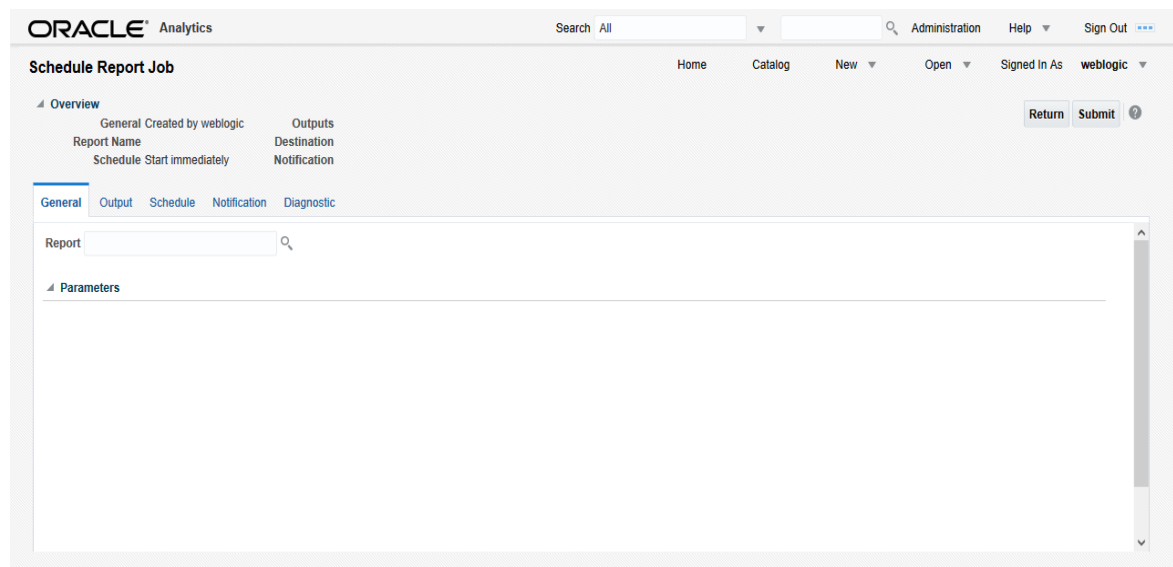 ORACLE® Analytics Search All Administration Help Sign Out
Schedule Report Job Home Catalog New Open Signed In As weblogic
Overview Return Submit ?
General Created by weblogic Outputs
Report Name Destination
Schedule Start immediately Notification
General Output Schedule Notification Diagnostic
Report
Parameters